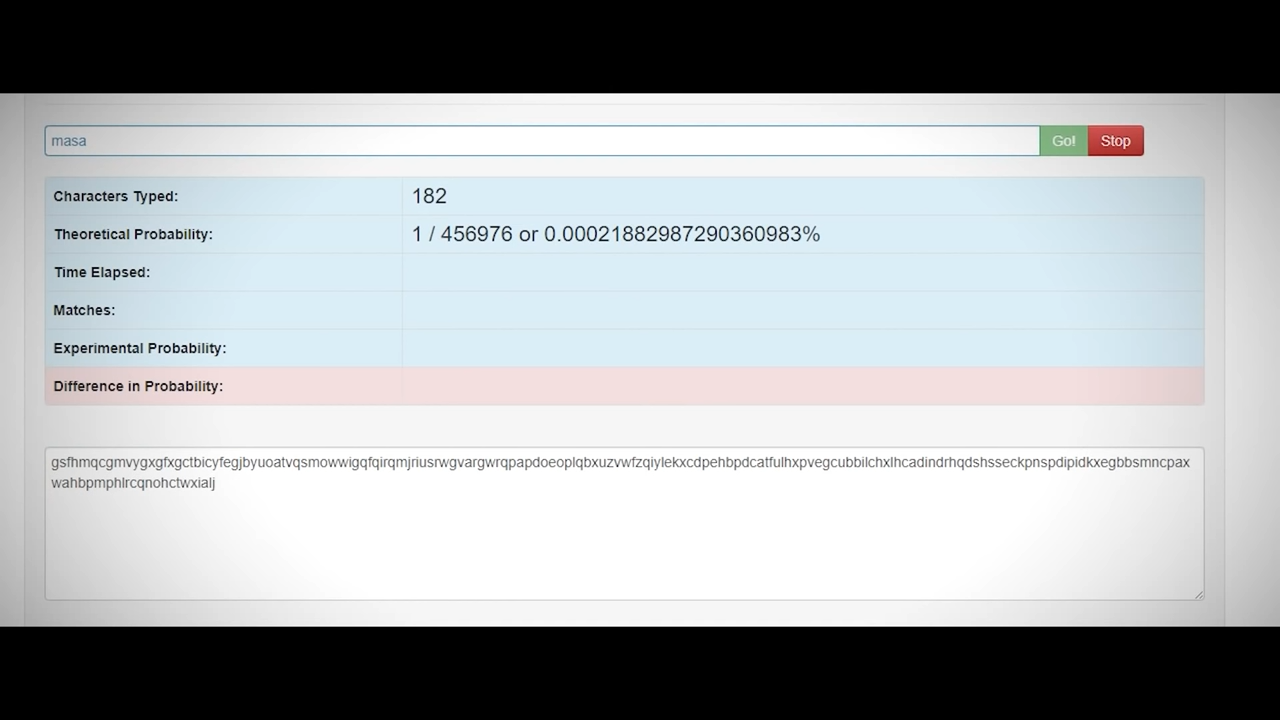 masa
Go!
Stop
Characters Typed: 182
Theoretical Probability: 1 / 456976 or 0.00021882987290360983%
Time Elapsed:
Matches:
Experimental Probability:
Difference in Probability:
gsfhmqcgmvygxgfxgctbicyfegjbyuoatvqsmowwigqfqirqmjriusrwgvargwrqpapdoeoplqbxuzvwfzqiylekxcdpehbpdcatfulhxpvegcubbilchxlhcadindrhqdshsseckpnspdipidkxegbbsmncpax
wahbpmphlrcqnohctwxialj